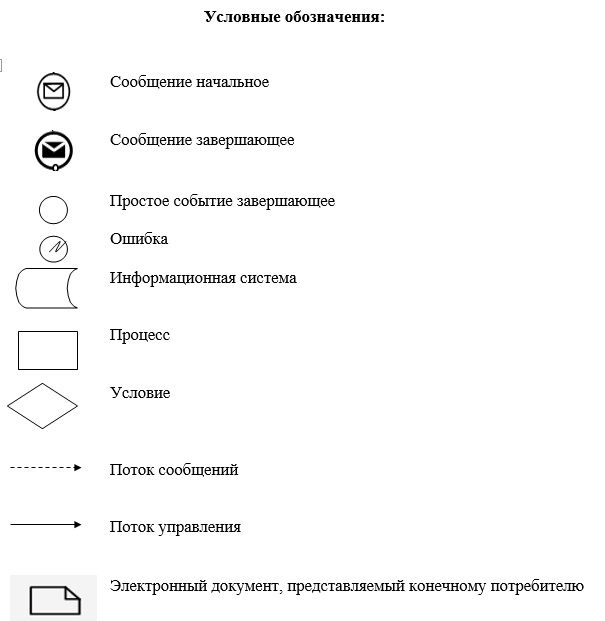 Условные обозначения:
Сообщение начальное
Сообщение завершающее
Простое событие завершающее
Ошибка
Информационная система
Процесс
Условие
Поток сообщений
Поток управления
Электронный документ, представляемый конечному потребителю